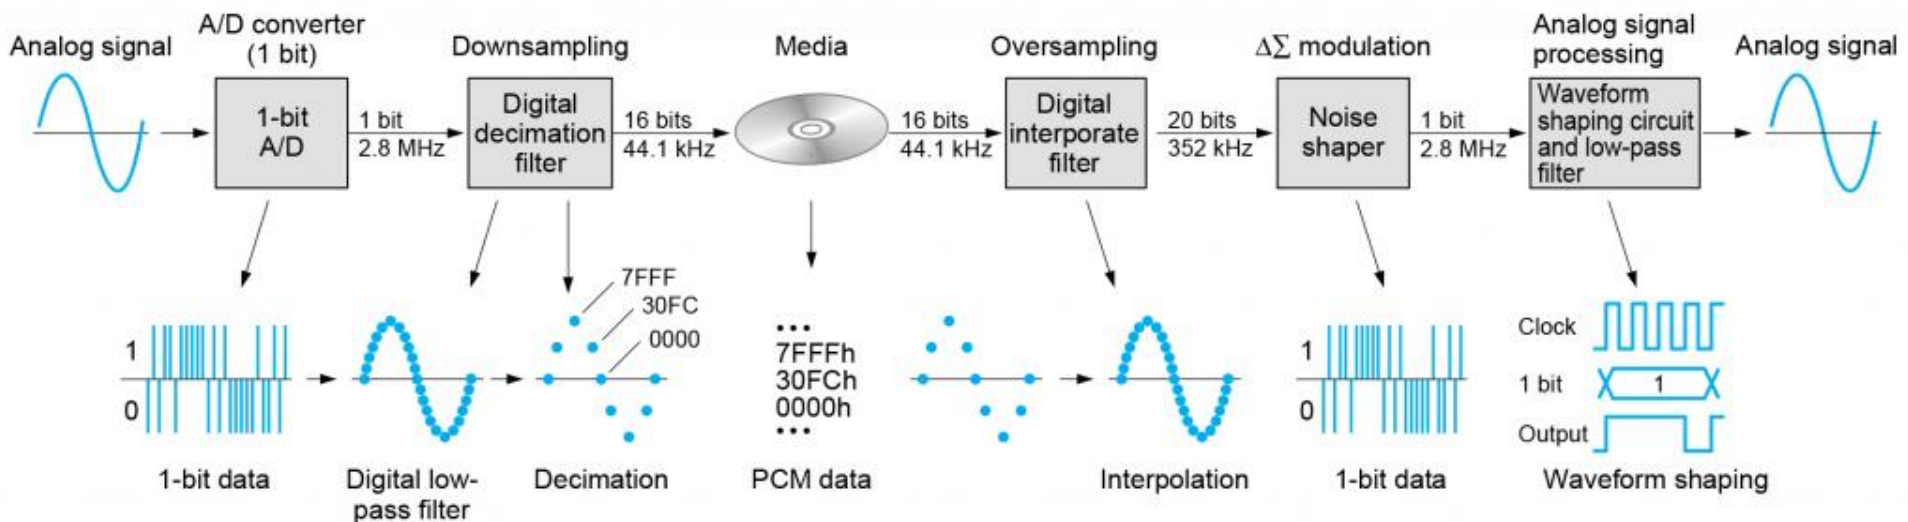 Analog signal
A/D converter
(1 bit)
Downsampling
Media
Oversampling
ΔΣ modulation
Analog signal
processing
Analog signal
1-bit
A/D
1 bit
2.8 MHz
Digital
decimation
filter
16 bits
44.1 kHz
16 bits
44.1 kHz
Digital
interporate
filter
20 bits
352 kHz
Noise
shaper
1 bit
2.8 MHz
Waveform
shaping circuit
and low-pass
filter
1
0
7FFF
30FC
0000
•••
7FFFh
30FCh
0000h
•••
1
0
Clock
1 bit
1
Output
1-bit data
Digital low-
pass filter
Decimation
PCM data
Interpolation
1-bit data
Waveform shaping